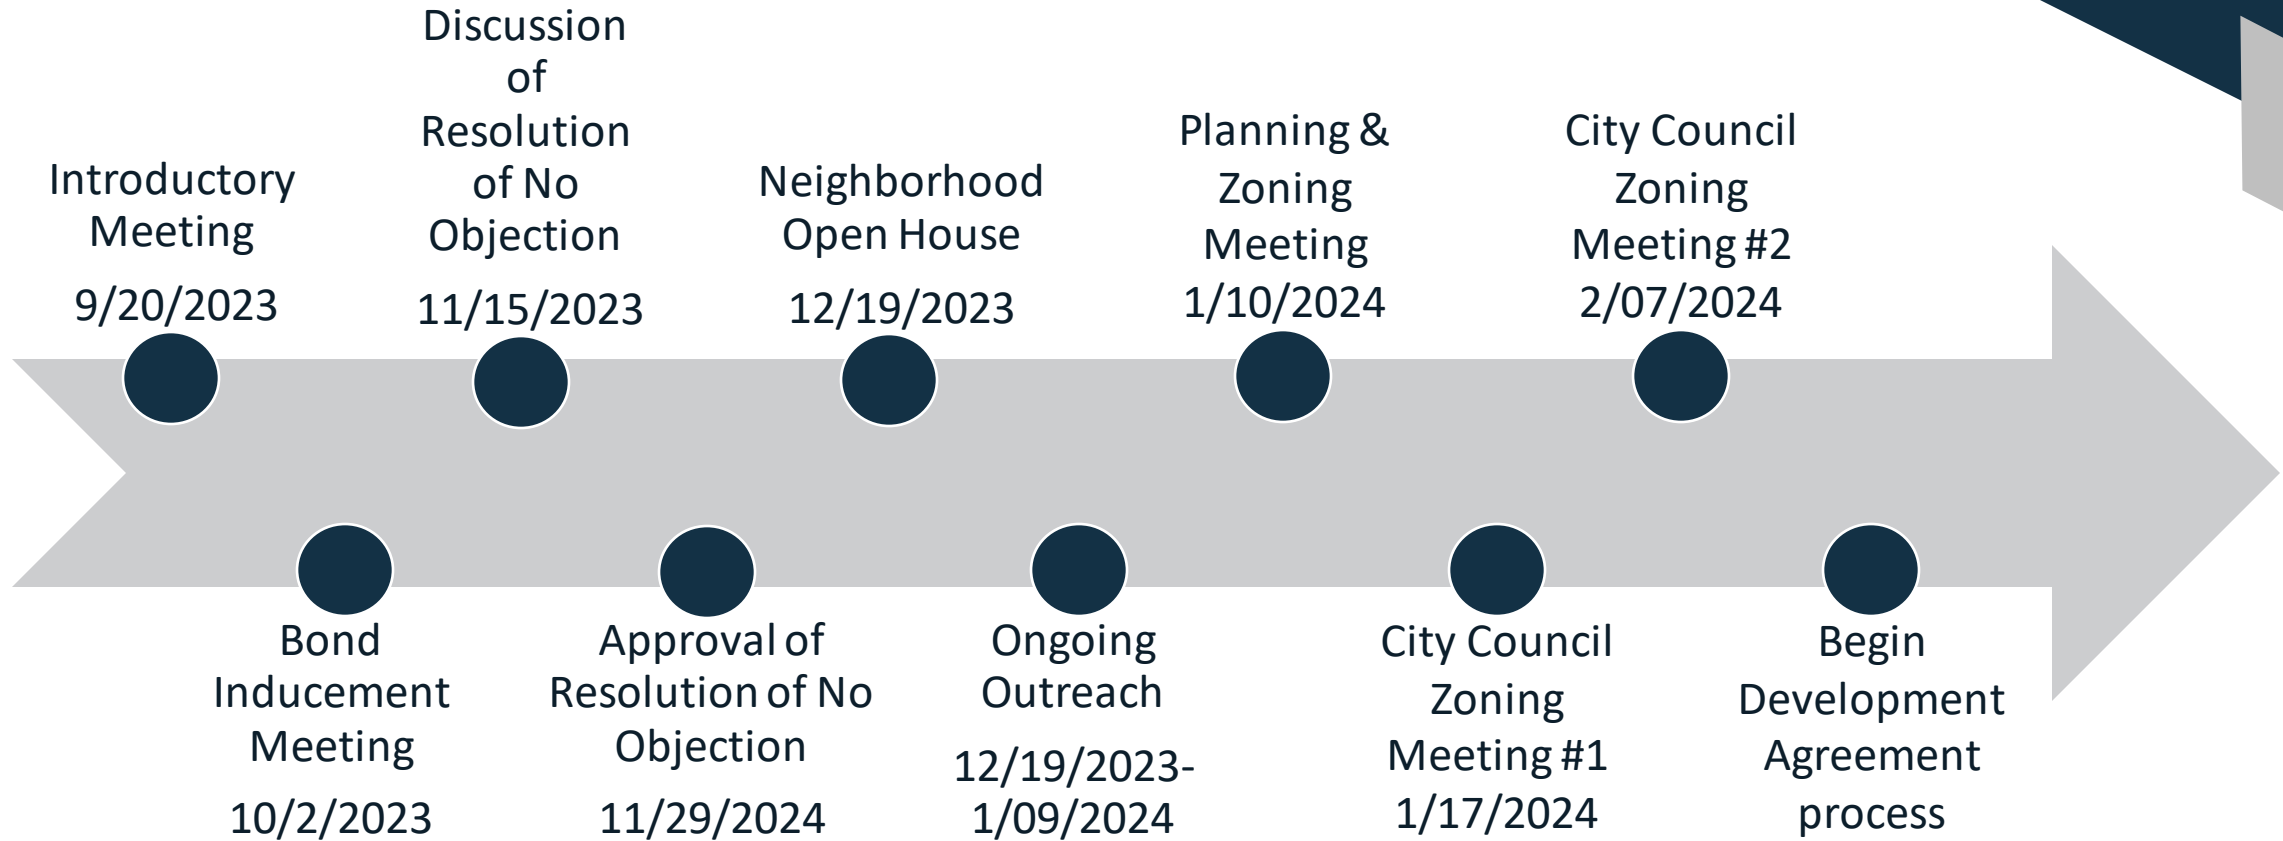 Introductory
Meeting
9/20/2023
Bond
Inducement
Meeting
10/2/2023
Discussion
of
Resolution
of No
Objection
11/15/2023
Approval of
Resolution of No
Objection
11/29/2024
Neighborhood
Open House
12/19/2023
Ongoing
Outreach
12/19/2023-
1/09/2024
Planning &
Zoning
Meeting
1/10/2024
City Council
Zoning
Meeting #1
1/17/2024
City Council
Zoning
Meeting #2
2/07/2024
Begin
Development
Agreement
process